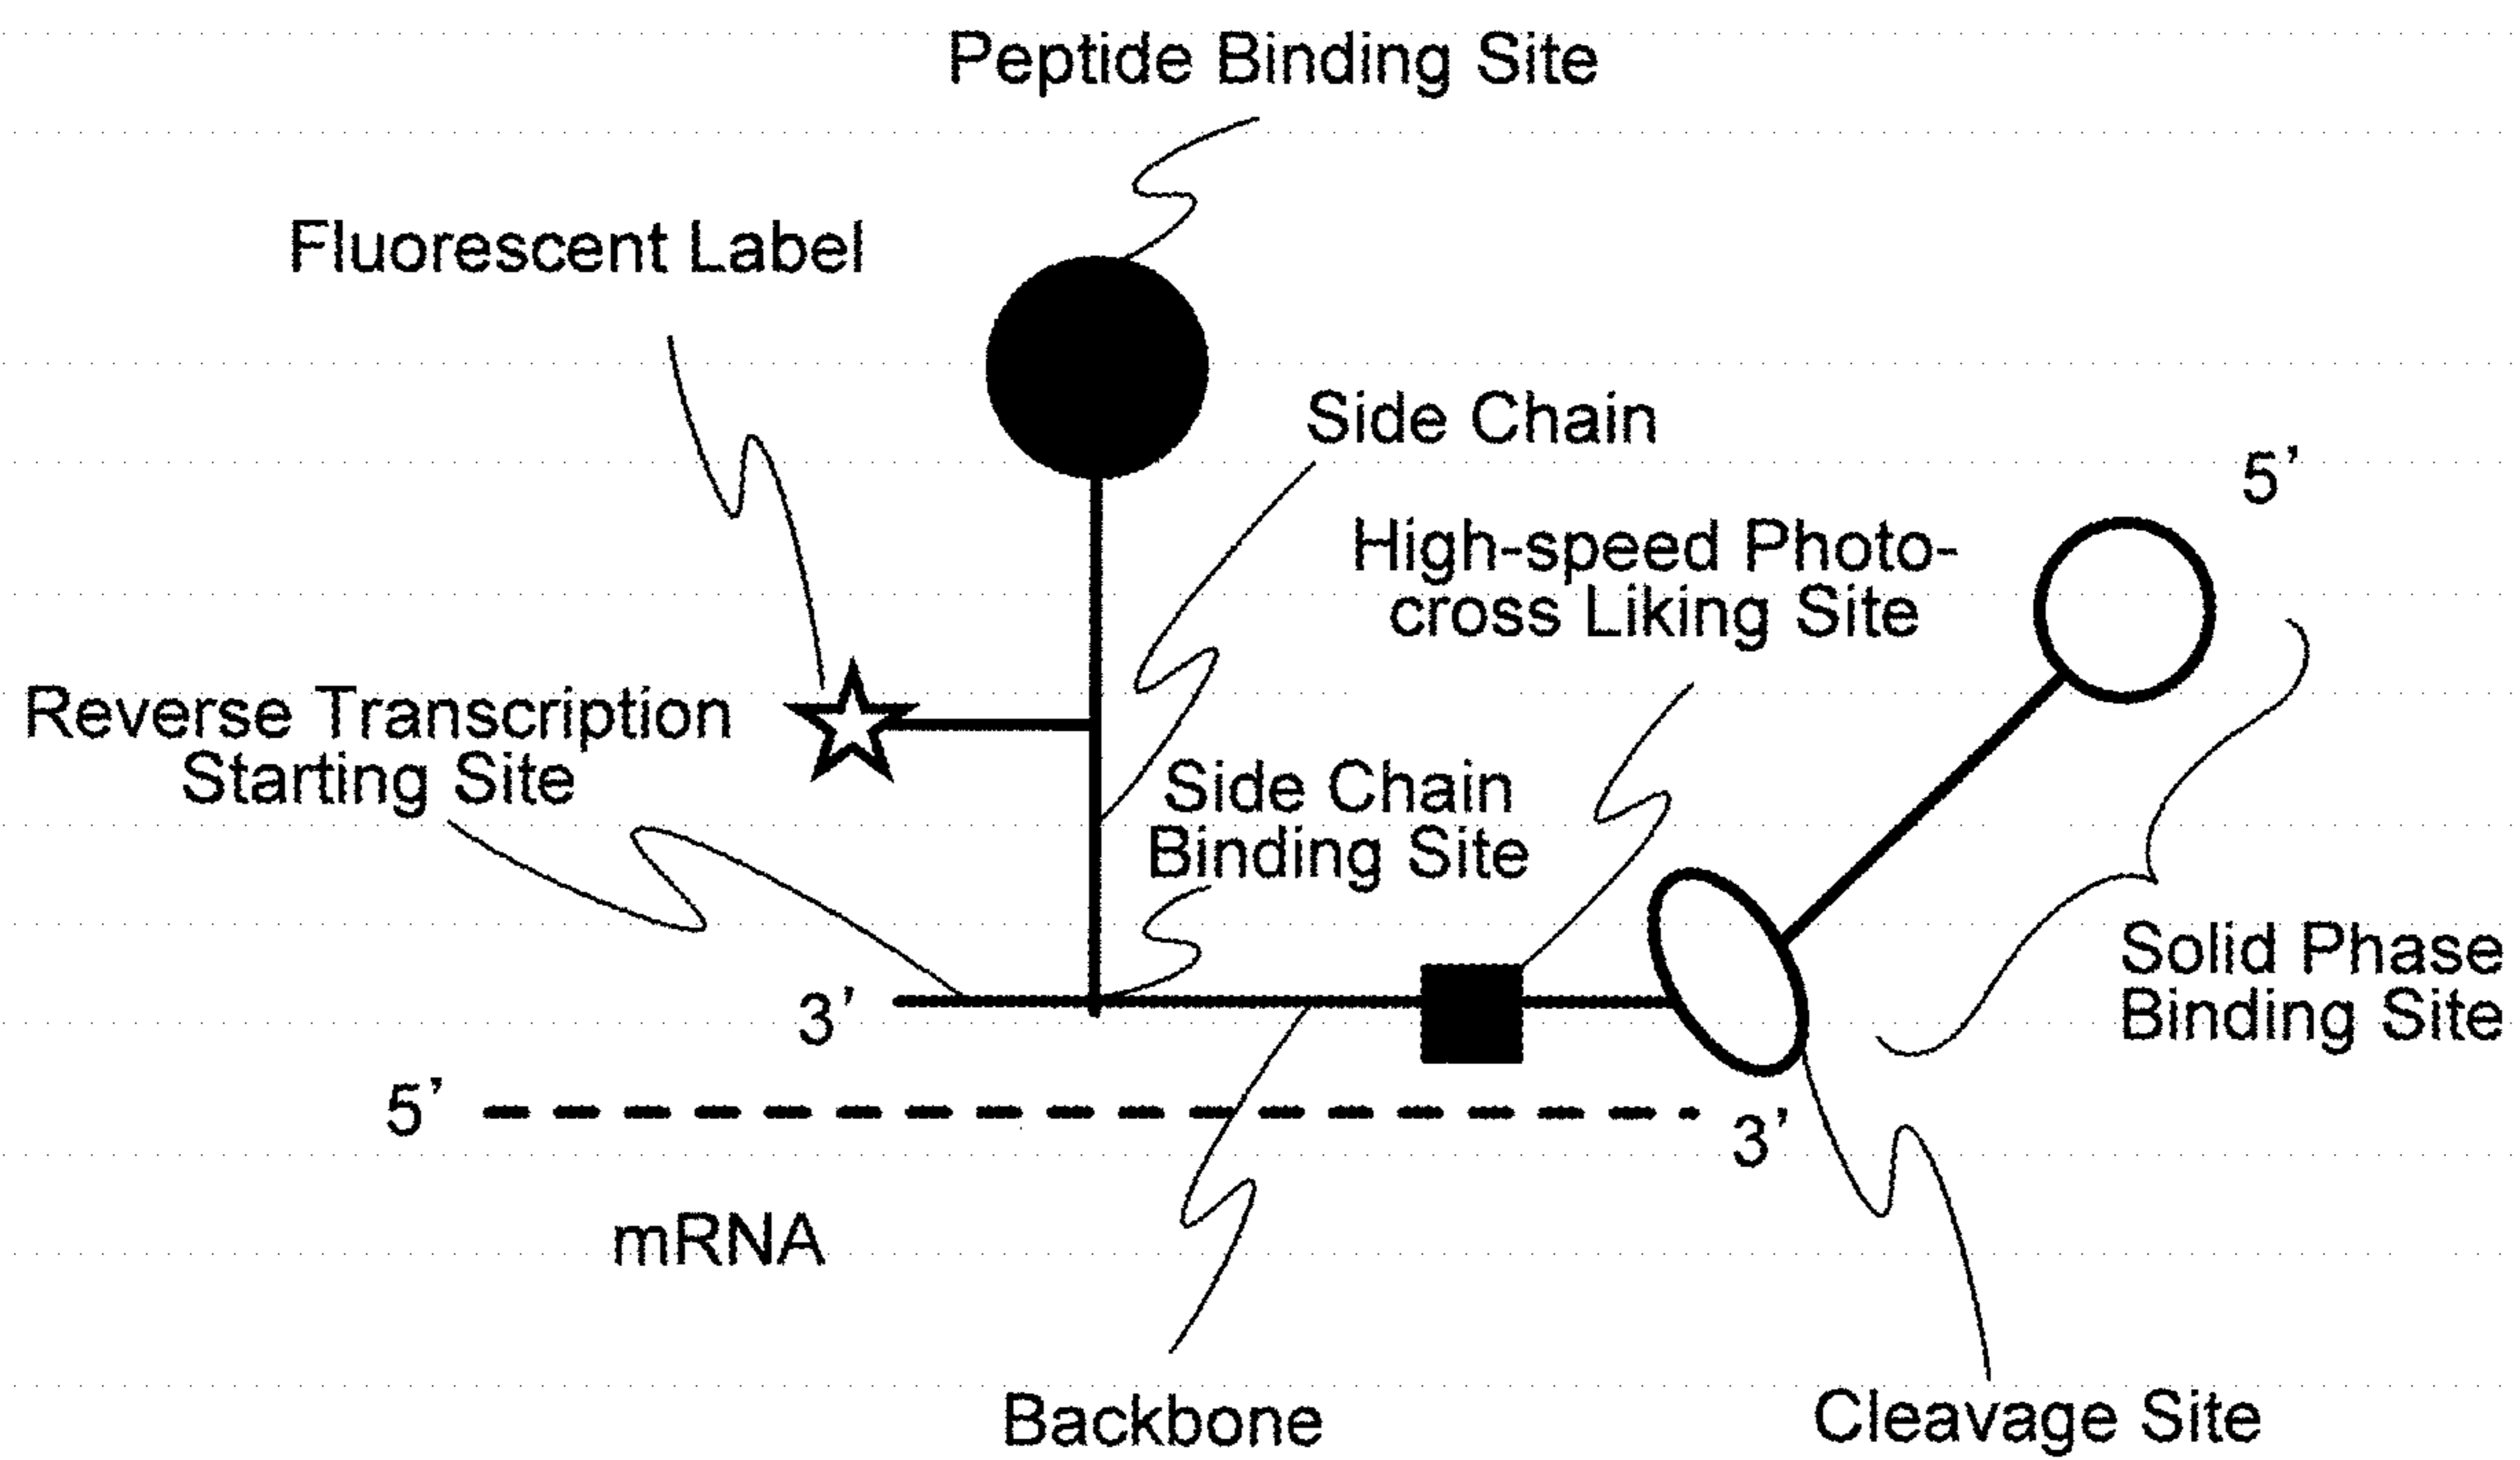 Peptide Binding Site
Fluorescent Label
Side Chain
5’
High-speed Photo-
cross Liking Site
Reverse Transcription
Starting Site
Side Chain
Binding Site
Solid Phase
Binding Site
3’
5’
3’
mRNA
Backbone
Cleavage Site